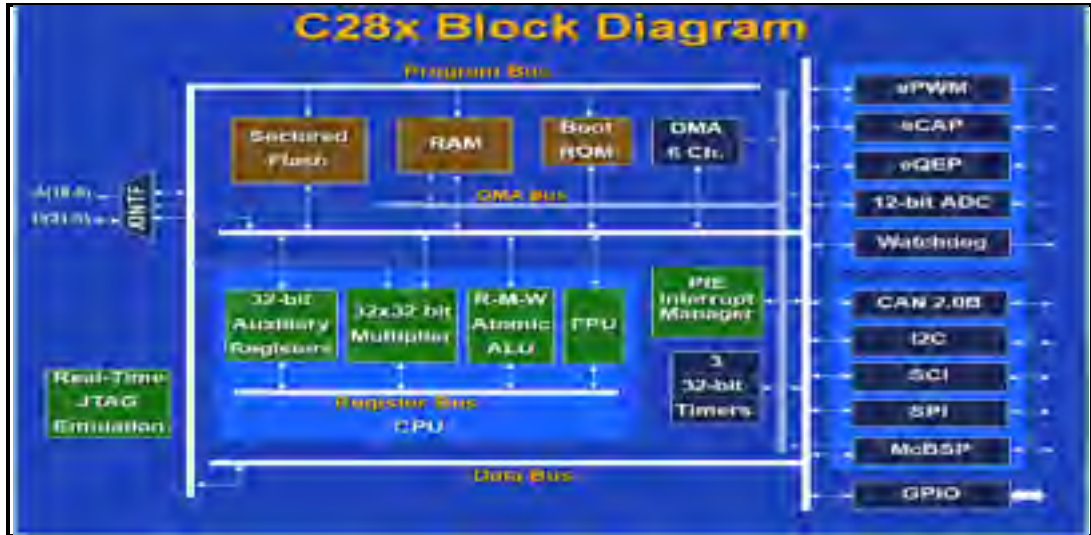 C28x Block Diagram
Program Bus
Sectored
Flash
RAM
Boot
ROM
DMA
6 Ch.
DMA Bus
XINTF
ePWM
eCAP
eQEP
12-bit ADC
Watchdog
32-bit
Auxiliary
Registers
32x32 bit
Multiplier
R-M-W
Atomic
ALU
FPU
PIE
Interrupt
Manager
3
32-bit
Timers
Register Bus
CPU
Real-Time
JTAG
Emulation
Data Bus
CAN 2.0B
I2C
SCI
SPI
McBSP
GPIO